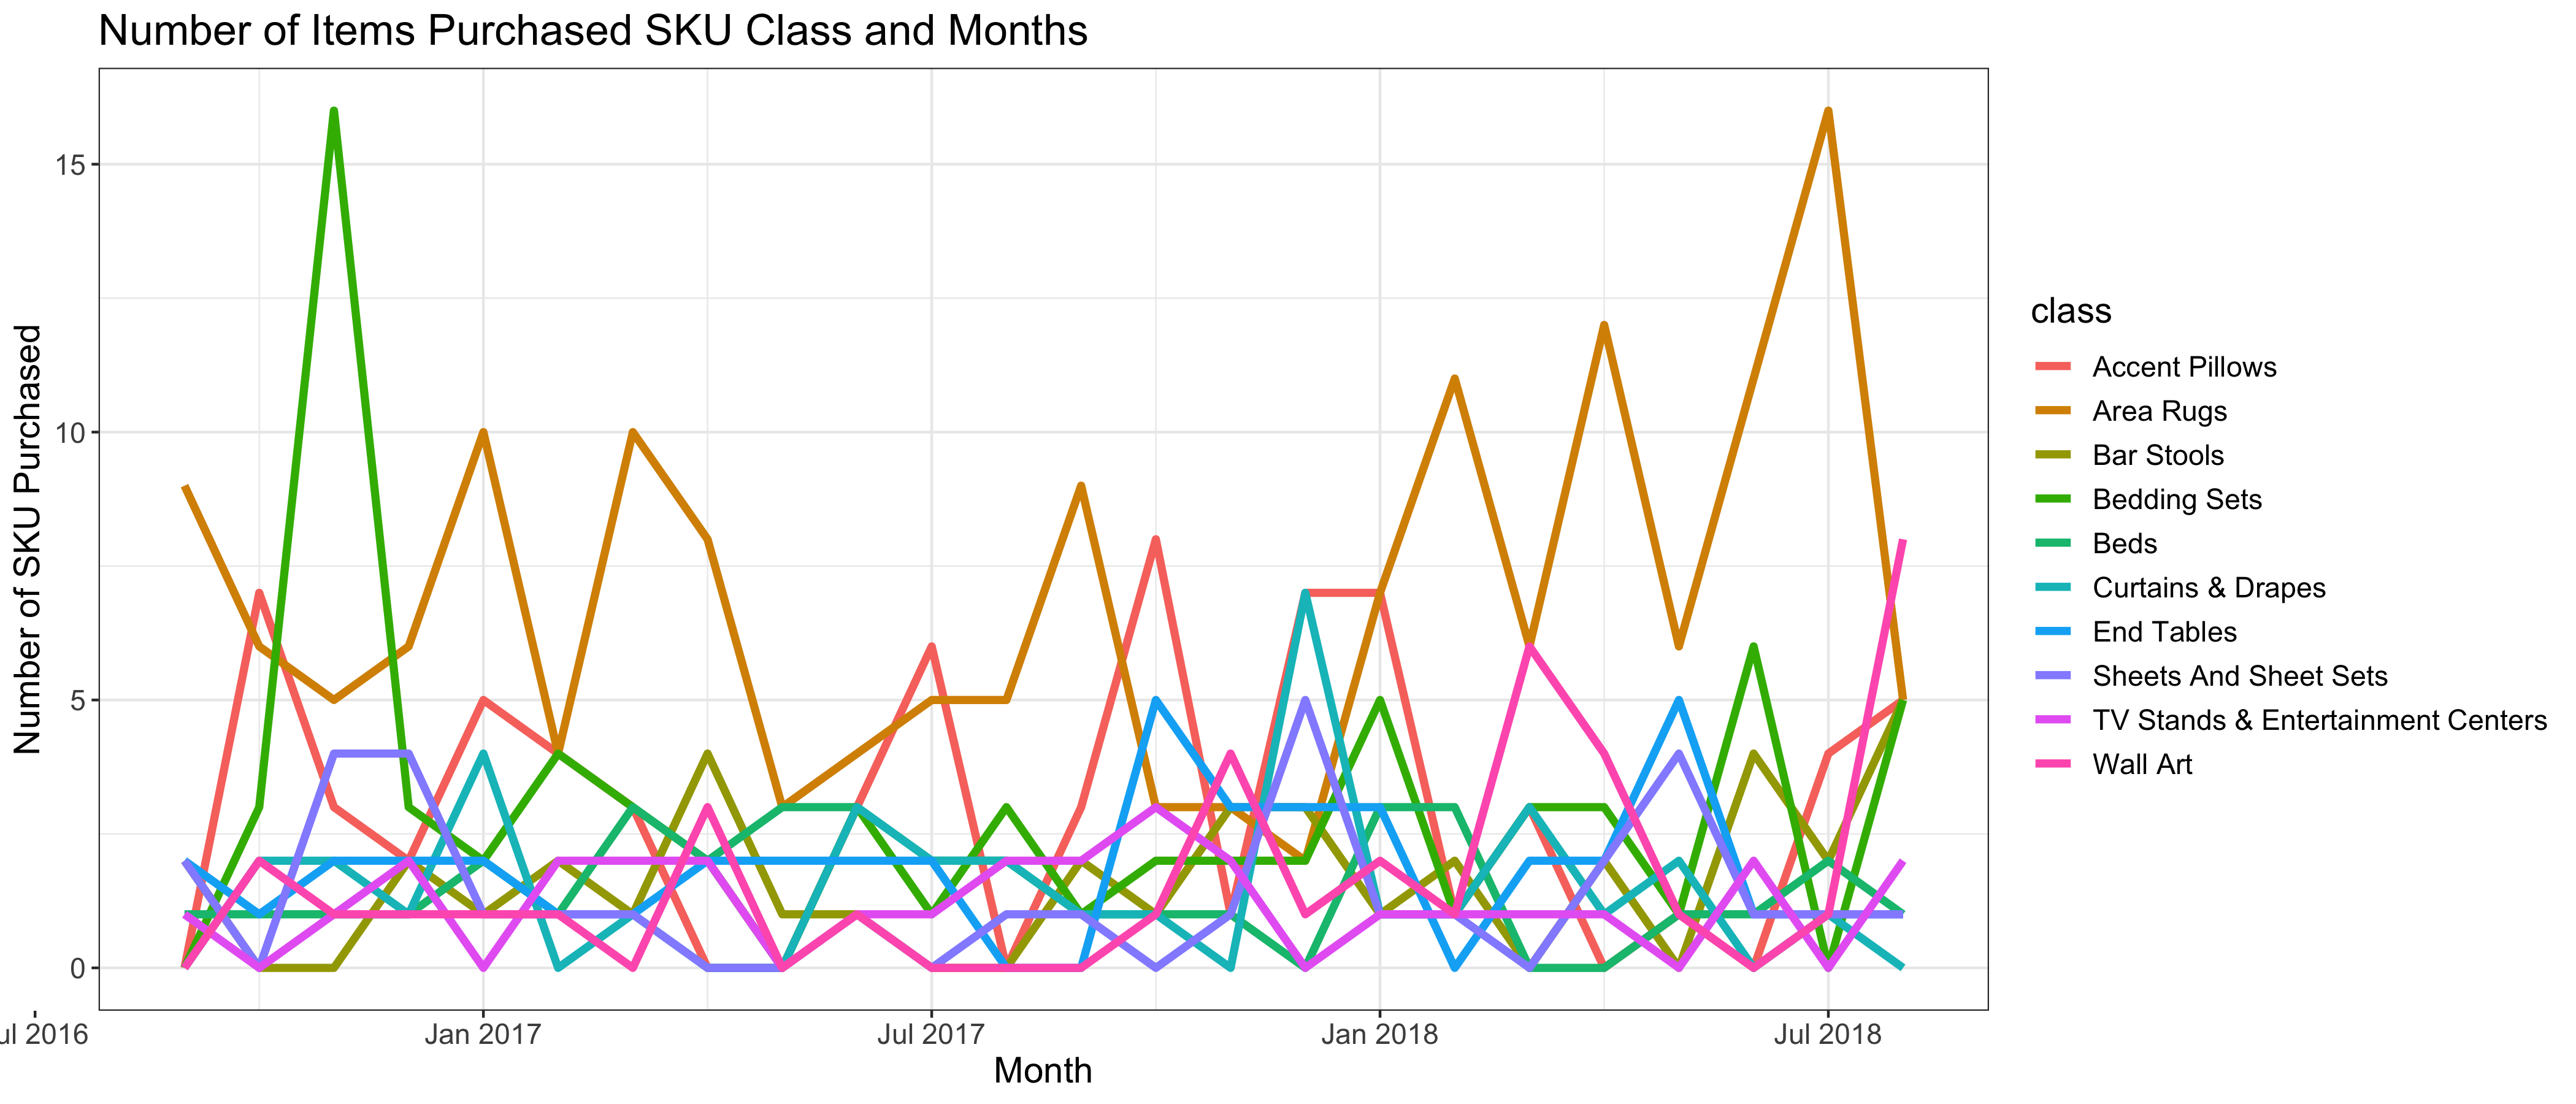 Number of Items Purchased SKU Class and Months
Number of SKU Purchased
15
10
5
0
ul 2016
Jan 2017
Jul 2017
Jan 2018
Jul 2018
Month
class
Accent Pillows
Area Rugs
Bar Stools
Bedding Sets
Beds
Curtains & Drapes
End Tables
Sheets And Sheet Sets
TV Stands & Entertainment Centers
Wall Art